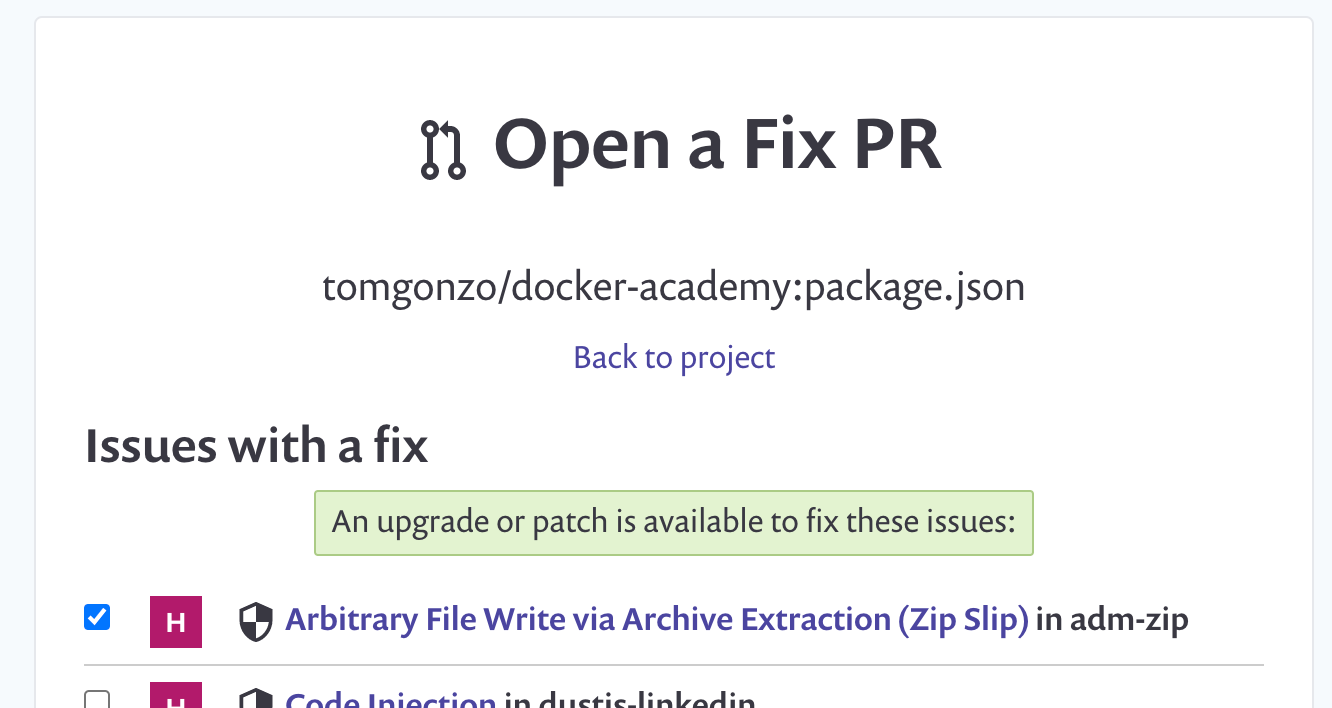 Open a Fix PR
tomgonzo/docker-academy:package.json
Back to project
Issues with a fix
An upgrade or patch is available to fix these issues:
H Arbitrary File Write via Archive Extraction (Zip Slip) in adm-zip
H Code Injection in dustjs-linkedin